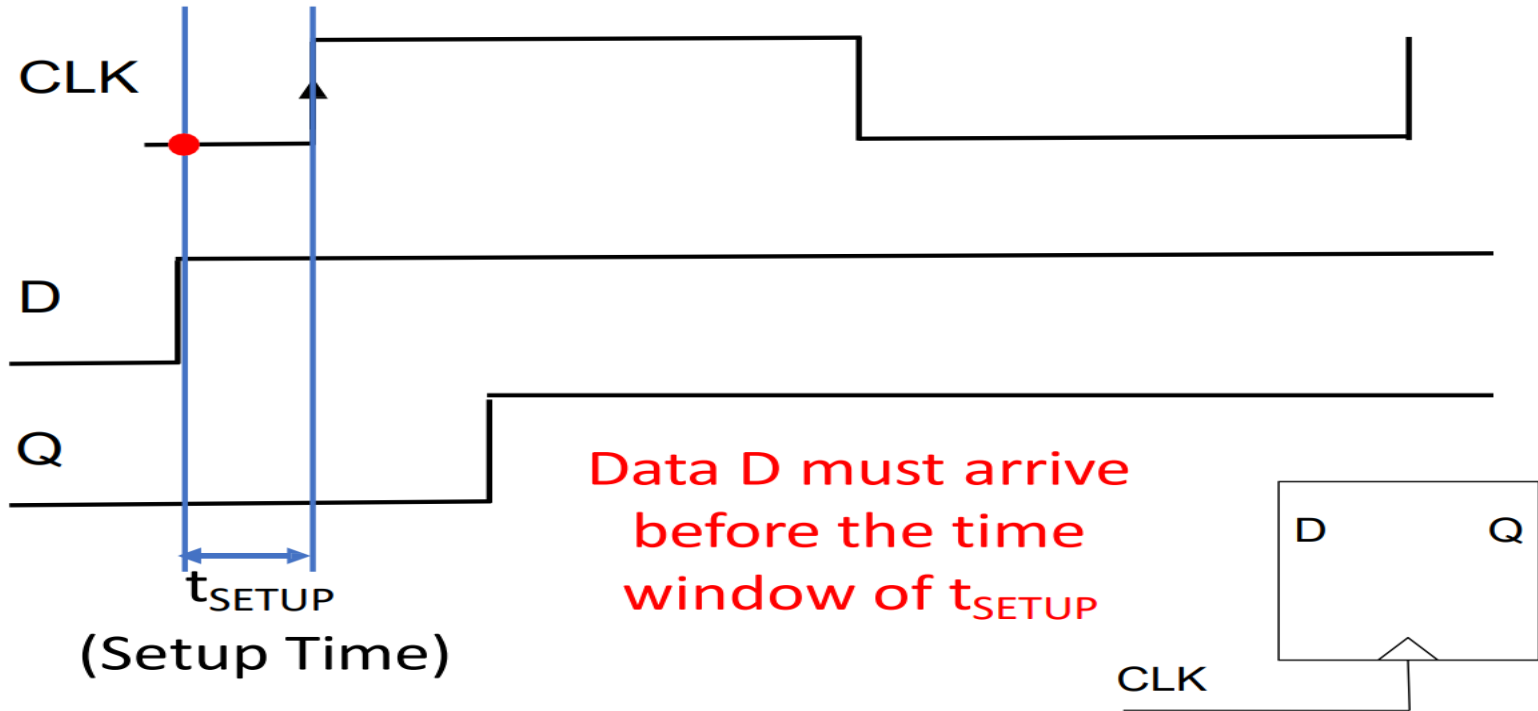 CLK
D
Q
Data D must arrive
before the time
window of tSETUP
tSETUP
(Setup Time)
D Q
CLK